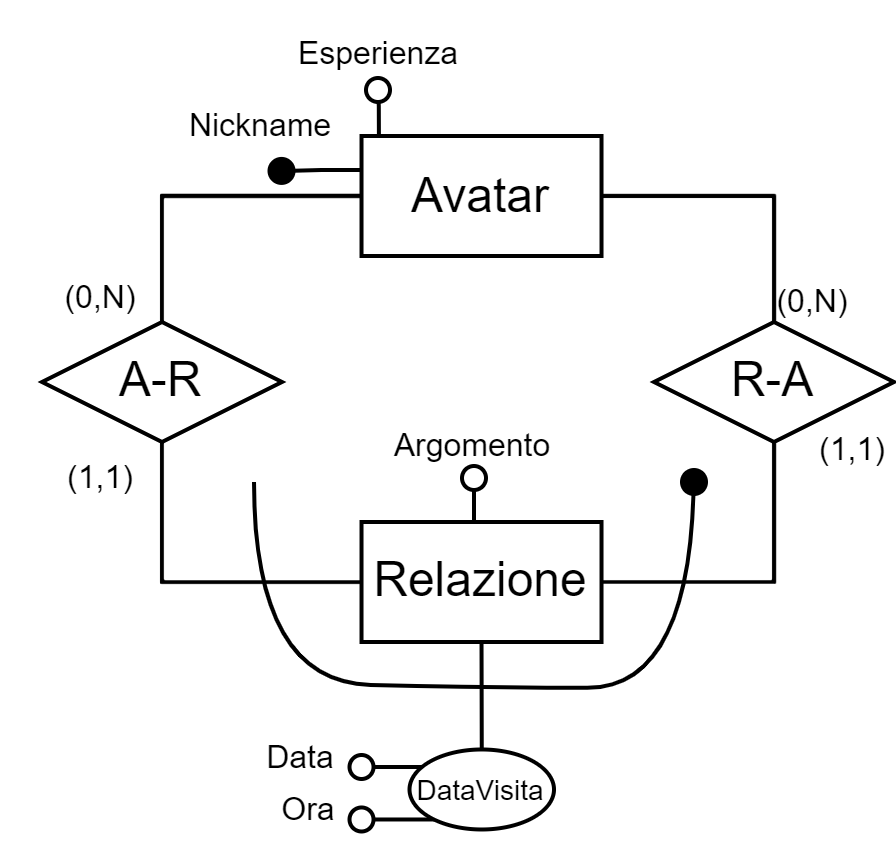 Esperienza
Nickname
Avatar
(0,N)
(0,N)
A-R
R-A
(1,1)
(1,1)
Argomento
Relazione
Data
DataVisita
Ora